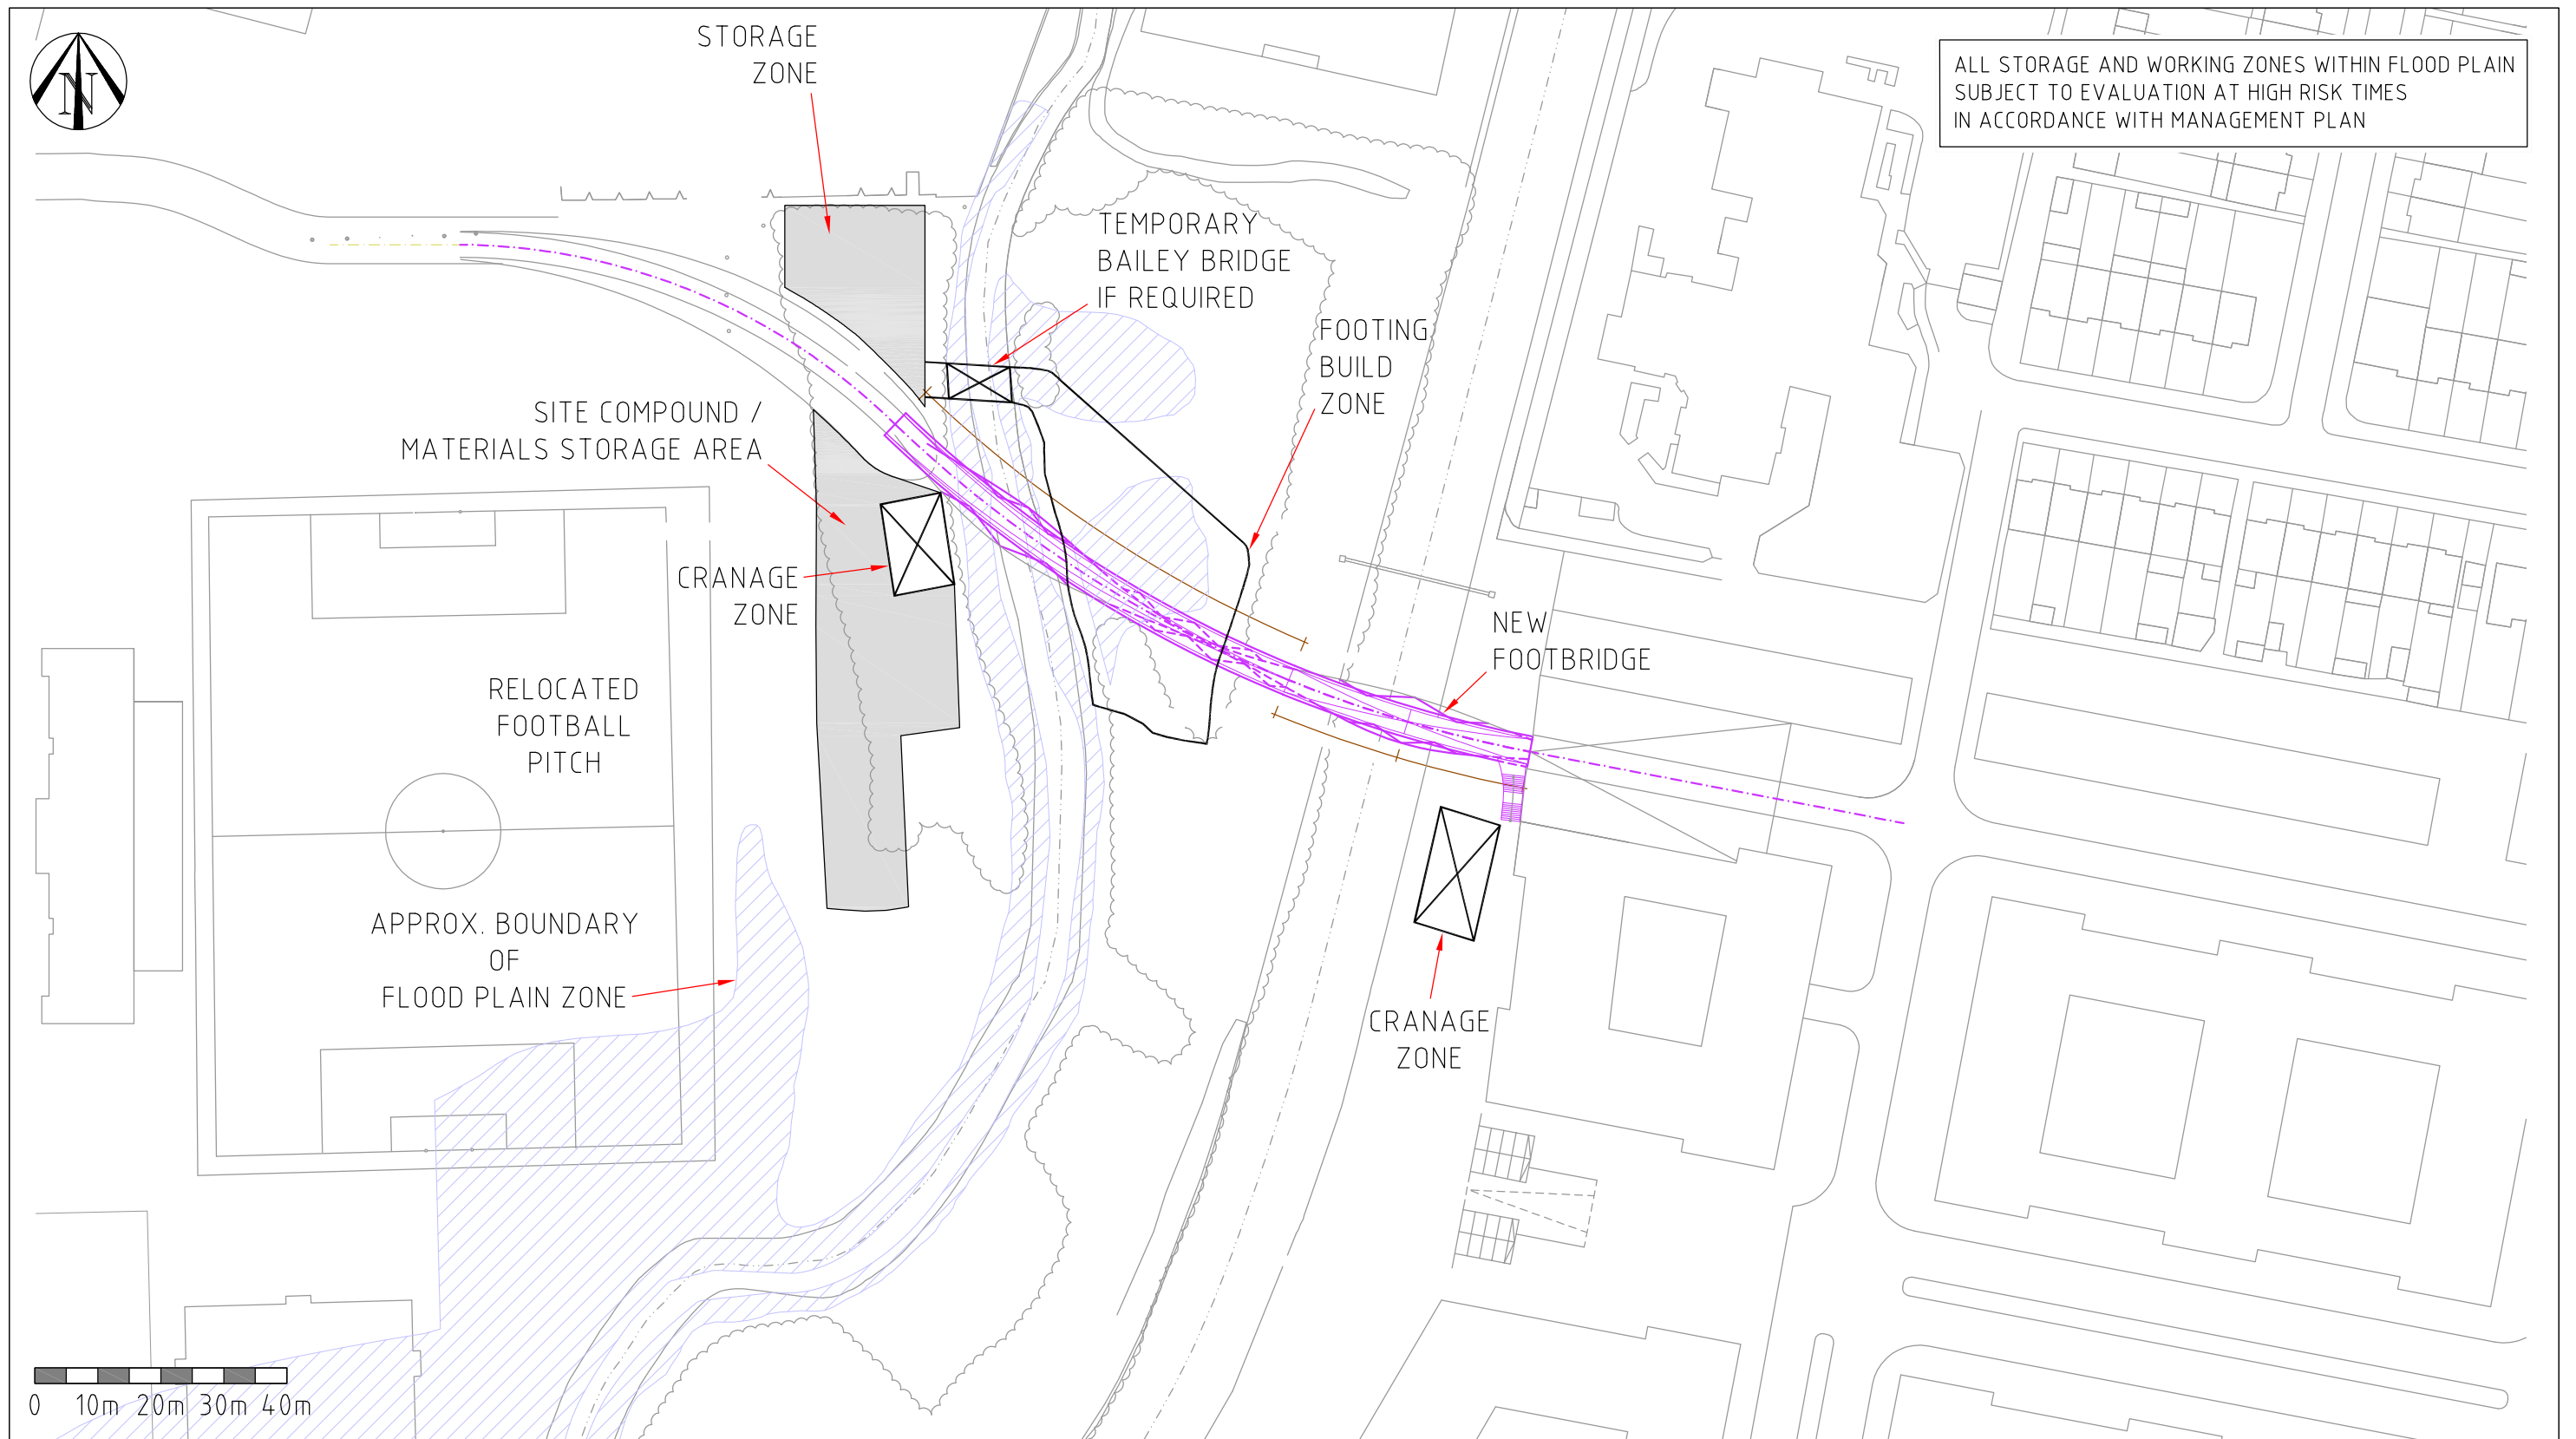 N
STORAGE
ZONE
ALL STORAGE AND WORKING ZONES WITHIN FLOOD PLAIN
SUBJECT TO EVALUATION AT HIGH RISK TIMES
IN ACCORDANCE WITH MANAGEMENT PLAN
TEMPORARY
BAILEY BRIDGE
IF REQUIRED
FOOTING
BUILD
ZONE
SITE COMPOUND /
MATERIALS STORAGE AREA
CRANAGE
ZONE
NEW
FOOTBRIDGE
RELOCATED
FOOTBALL
PITCH
APPROX. BOUNDARY
OF
FLOOD PLAIN ZONE
CRANAGE
ZONE
0 10m 20m 30m 40m